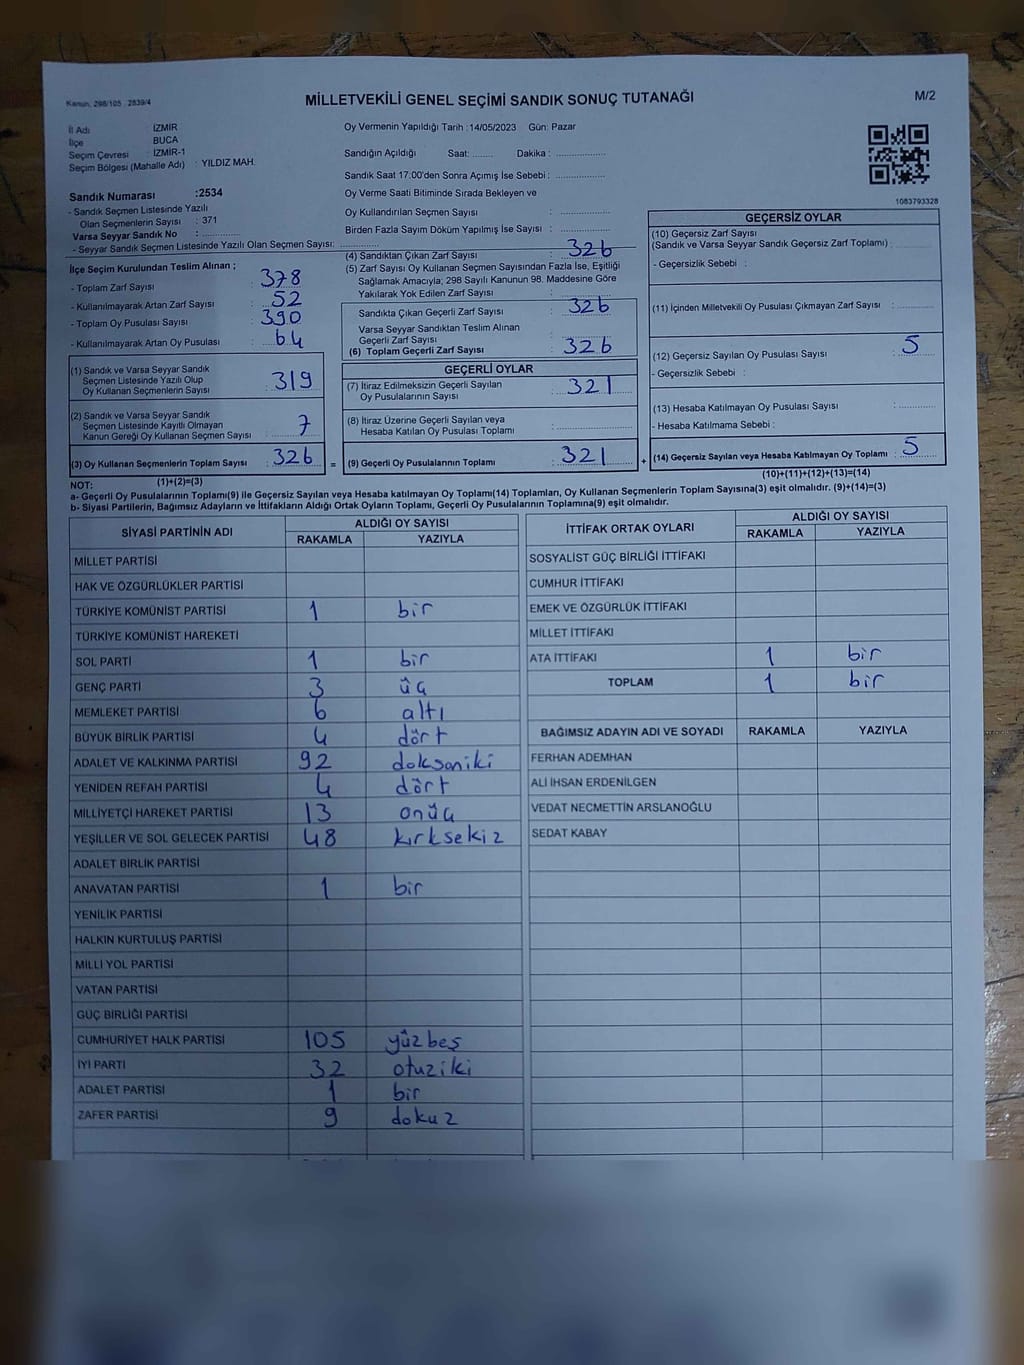 Kanun, 298/105 , 2839/4
MİLLETVEKİLİ GENEL SEÇİMİ SANDIK SONUÇ TUTANAĞI
M/2
İl Adı : İZMİR
İlçe : BUCA
Seçim Çevresi : İZMİR-1
Seçim Bölgesi (Mahalle Adı) : YILDIZ MAH.
Sandık Numarası :2534
- Sandık Seçmen Listesinde Yazılı
Olan Seçmenlerin Sayısı : 371
Varsa Seyyar Sandık No :
- Seyyar Sandık Seçmen Listesinde Yazılı Olan Seçmen Sayısı:
Oy Vermenin Yapıldığı Tarih :14/05/2023 Gün: Pazar
Sandığın Açıldığı Saat: Dakika :
Sandık Saat 17:00'den Sonra Açılmış İse Sebebi :
Oy Verme Saati Bitiminde Sırada Bekleyen ve
Oy Kullandırılan Seçmen Sayısı :
Birden Fazla Sayım Döküm Yapılmış İse Sayısı :
1083793328
İlçe Seçim Kurulundan Teslim Alınan ;
- Toplam Zarf Sayısı : 378
- Kullanılmayarak Artan Zarf Sayısı : 52
- Toplam Oy Pusulası Sayısı : 390
- Kullanılmayarak Artan Oy Pusulası : 64
(1) Sandık ve Varsa Seyyar Sandık
Seçmen Listesinde Yazılı Olup
Oy Kullanan Seçmenlerin Sayısı : 319
(2) Sandık ve Varsa Seyyar Sandık
Seçmen Listesinde Kayıtlı Olmayan
Kanun Gereği Oy Kullanan Seçmen Sayısı : 7
(3) Oy Kullanan Seçmenlerin Toplam Sayısı : 326
(1)+(2)=(3)
(4) Sandıktan Çıkan Zarf Sayısı : 326
(5) Zarf Sayısı Oy Kullanan Seçmen Sayısından Fazla İse, Eşitliği
Sağlamak Amacıyla; 298 Sayılı Kanunun 98. Maddesine Göre
Yakılarak Yok Edilen Zarf Sayısı :
Sandıkta Çıkan Geçerli Zarf Sayısı : 326
Varsa Seyyar Sandıktan Teslim Alınan
Geçerli Zarf Sayısı :
(6) Toplam Geçerli Zarf Sayısı : 326
GEÇERLİ OYLAR
(7) İtiraz Edilmeksizin Geçerli Sayılan
Oy Pusulalarının Sayısı : 321
(8) İtiraz Üzerine Geçerli Sayılan veya
Hesaba Katılan Oy Pusulası Toplamı :
= (9) Geçerli Oy Pusulalarının Toplamı : 321
GEÇERSİZ OYLAR
(10) Geçersiz Zarf Sayısı
(Sandık ve Varsa Seyyar Sandık Geçersiz Zarf Toplamı) :
- Geçersizlik Sebebi :
(11) İçinden Milletvekili Oy Pusulası Çıkmayan Zarf Sayısı :
(12) Geçersiz Sayılan Oy Pusulası Sayısı : 5
- Geçersizlik Sebebi :
(13) Hesaba Katılmayan Oy Pusulası Sayısı :
- Hesaba Katılmama Sebebi :
+ (14) Geçersiz Sayılan veya Hesaba Katılmayan Oy Toplamı : 5
(10)+(11)+(12)+(13)=(14)
NOT:
a- Geçerli Oy Pusulalarının Toplamı(9) ile Geçersiz Sayılan veya Hesaba katılmayan Oy Toplamı(14) Toplamları, Oy Kullanan Seçmenlerin Toplam Sayısına(3) eşit olmalıdır. (9)+(14)=(3)
b- Siyasi Partilerin, Bağımsız Adayların ve İttifakların Aldığı Ortak Oyların Toplamı, Geçerli Oy Pusulalarının Toplamına(9) eşit olmalıdır.
SİYASİ PARTİNİN ADI
ALDIĞI OY SAYISI
RAKAMLA YAZIYLA
MİLLET PARTİSİ
HAK VE ÖZGÜRLÜKLER PARTİSİ
TÜRKİYE KOMÜNİST PARTİSİ 1 bir
TÜRKİYE KOMÜNİST HAREKETİ
SOL PARTİ 1 bir
GENÇ PARTİ 3 üç
MEMLEKET PARTİSİ 6 altı
BÜYÜK BİRLİK PARTİSİ 4 dört
ADALET VE KALKINMA PARTİSİ 92 doksaniki
YENİDEN REFAH PARTİSİ 4 dört
MİLLİYETÇİ HAREKET PARTİSİ 13 onüç
YEŞİLLER VE SOL GELECEK PARTİSİ 48 kırksekiz
ADALET BİRLİK PARTİSİ
ANAVATAN PARTİSİ 1 bir
YENİLİK PARTİSİ
HALKIN KURTULUŞ PARTİSİ
MİLLİ YOL PARTİSİ
VATAN PARTİSİ
GÜÇ BİRLİĞİ PARTİSİ
CUMHURİYET HALK PARTİSİ 105 yüzbeş
İYİ PARTİ 32 otuziki
ADALET PARTİSİ 1 bir
ZAFER PARTİSİ 9 dokuz
İTTİFAK ORTAK OYLARI
ALDIĞI OY SAYISI
RAKAMLA YAZIYLA
SOSYALİST GÜÇ BİRLİĞİ İTTİFAKI
CUMHUR İTTİFAKI
EMEK VE ÖZGÜRLÜK İTTİFAKI
MİLLET İTTİFAKI
ATA İTTİFAKI 1 bir
TOPLAM 1 bir
BAĞIMSIZ ADAYIN ADI VE SOYADI RAKAMLA YAZIYLA
FERHAN ADEMHAN
ALİ İHSAN ERDENİLGEN
VEDAT NECMETTİN ARSLANOĞLU
SEDAT KABAY